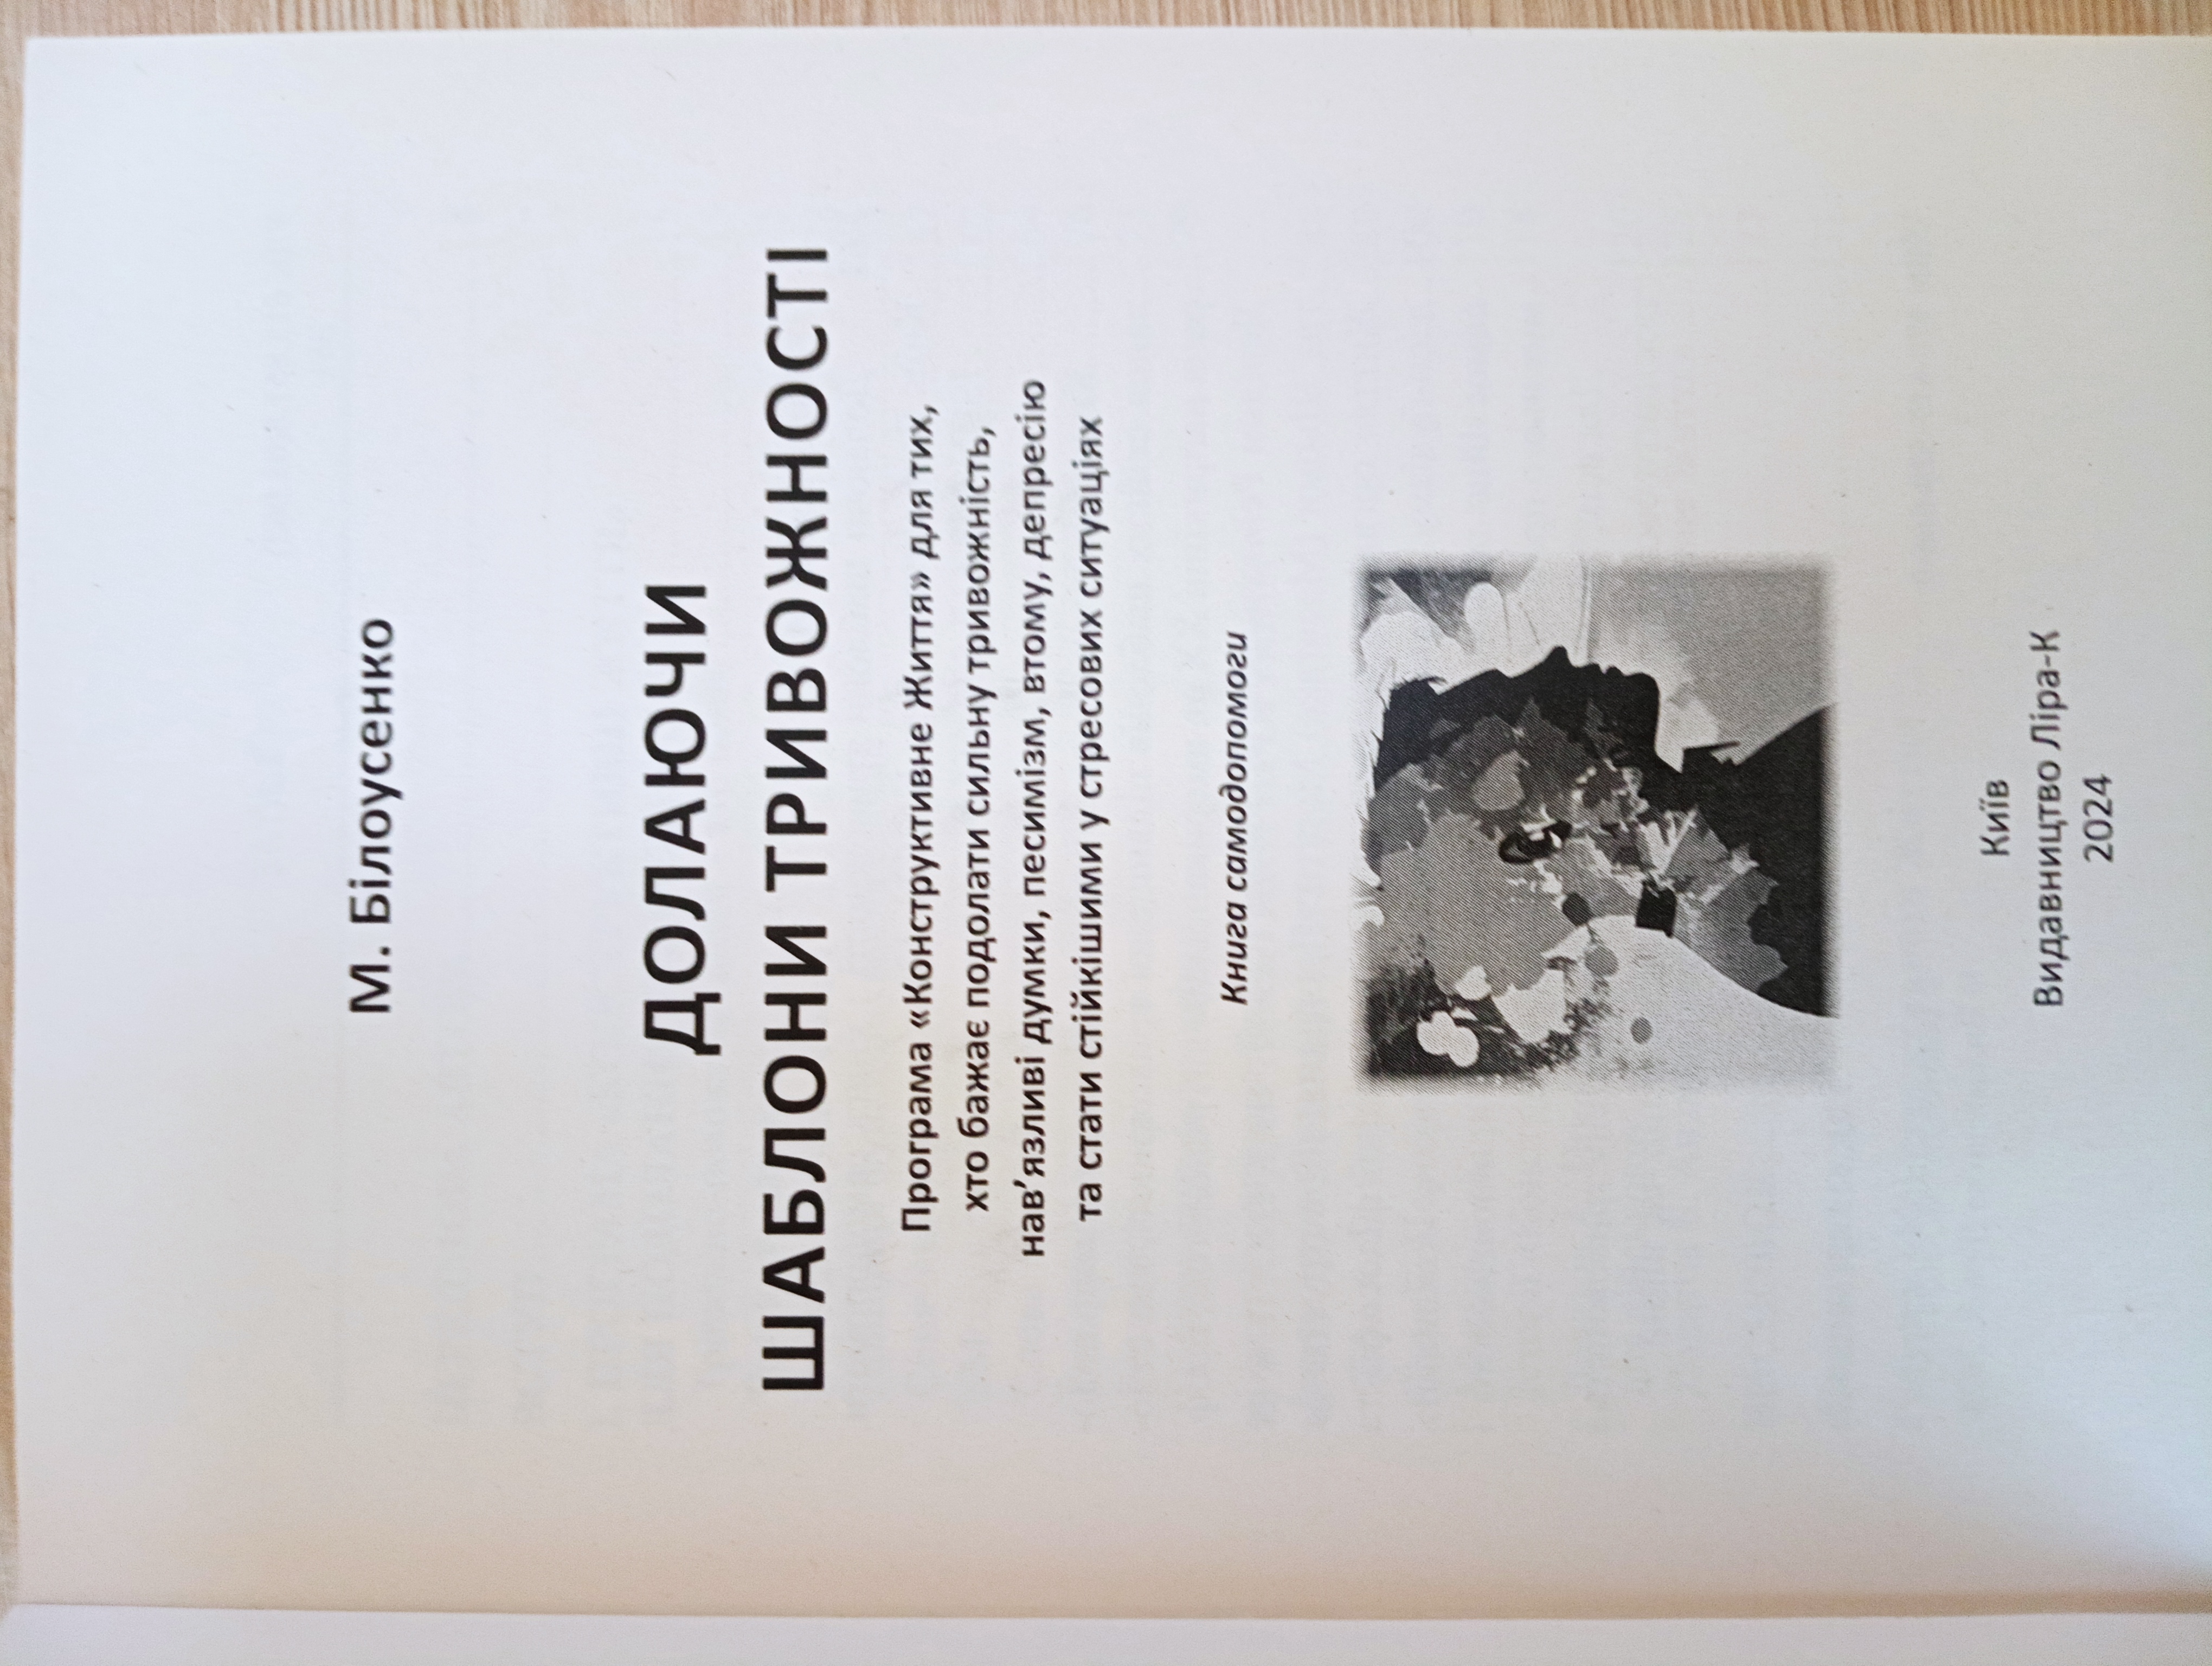 М. Білоусенко
ДОЛАЮЧИ
ШАБЛОНИ ТРИВОЖНОСТІ
Програма «Конструктивне Життя» для тих,
хто бажає подолати сильну тривожність,
нав’язливі думки, песимізм, втому, депресію
та стати стійкішими у стресових ситуаціях
Книга самодопомоги
Київ
Видавництво Ліра-К
2024